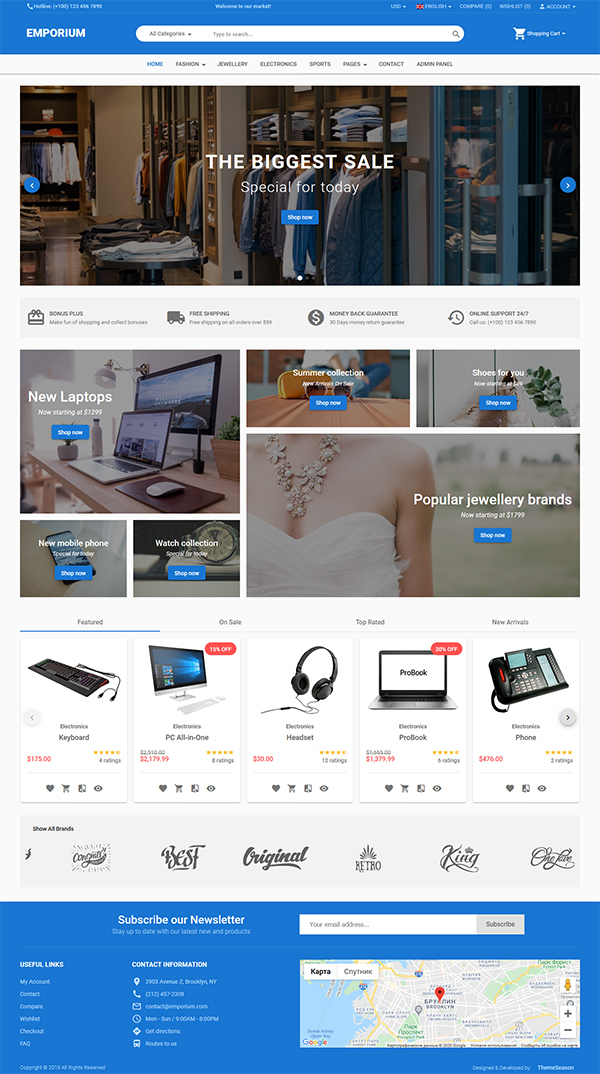 Hotline: (+100) 123 456 7890
Welcome to our market!
USD
ENGLISH
COMPARE (0)
WISHLIST (0)
ACCOUNT
EMPORIUM
All Categories
Type to search...
Shopping Cart
HOME
FASHION
JEWELLERY
ELECTRONICS
SPORTS
PAGES
CONTACT
ADMIN PANEL
THE BIGGEST SALE
Special for today
Shop now
BONUS PLUS
Make fun of shopping and collect bonuses
FREE SHIPPING
Free shipping on all orders over $99
MONEY BACK GUARANTEE
30 Days money return guarantee
ONLINE SUPPORT 24/7
Call us: (+100) 123 456 7890
New Laptops
Now starting at $1299
Shop now
Summer collection
New Arrivals On Sale
Shop now
Shoes for you
Now starting at $69
Shop now
Popular jewellery brands
Now starting at $1799
Shop now
New mobile phone
Special for today
Shop now
Watch collection
Special for today
Shop now
Featured
On Sale
Top Rated
New Arrivals
Electronics
Keyboard
$175.00
4 ratings
15% OFF
Electronics
PC All-in-One
$2,510.00
$2,179.99
8 ratings
Electronics
Headset
$30.00
12 ratings
20% OFF
ProBook
Electronics
ProBook
$1,655.00
$1,379.99
6 ratings
Electronics
Phone
$476.00
2 ratings
Show All Brands
Congrats
BEST
Original
RETRO
King
One love
Subscribe our Newsletter
Stay up to date with our latest new and products
Your email address...
Subscribe
USEFUL LINKS
My Account
Contact
Compare
Wishlist
Checkout
FAQ
CONTACT INFORMATION
2903 Avenue Z, Brooklyn, NY
(212) 457-2308
contact@emporium.com
Mon - Sun / 9:00AM - 8:00PM
Get directions
Routes to us
Карта
Спутник
БРУКЛИН
BROOKLYN
Google
Картографические данные © 2020 Google
Условия использования
Сообщить об ошибке на карте
Copyright © 2018 All Rights Reserved
Designed & Developed by
ThemeSeason